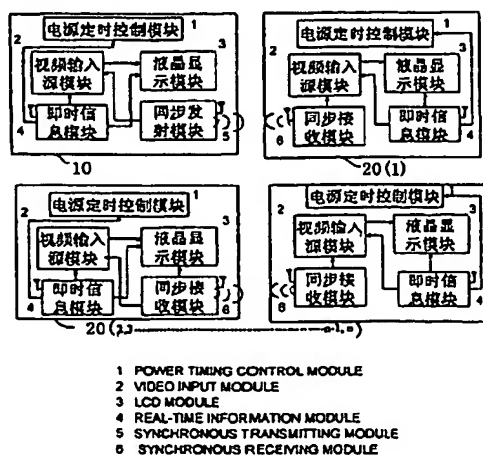 电源定时控制模块 1
2 3
视频输入源模块 液晶显示模块
即时信息模块 同步发射模块
4 5
10
电源定时控制模块 1
2 3
视频输入源模块 液晶显示模块
同步接收模块 即时信息模块
6 4
20(1)
电源定时控制模块 1
2 3
视频输入源模块 液晶显示模块
即时信息模块 同步接收模块
4 6
20(2,3 n-1,n)
电源定时控制模块 1
2 3
视频输入源模块 液晶显示模块
同步接收模块 即时信息模块
6 4
1 POWER TIMING CONTROL MODULE
2 VIDEO INPUT MODULE
3 LCD MODULE
4 REAL-TIME INFORMATION MODULE
5 SYNCHRONOUS TRANSMITTING MODULE
6 SYNCHRONOUS RECEIVING MODULE